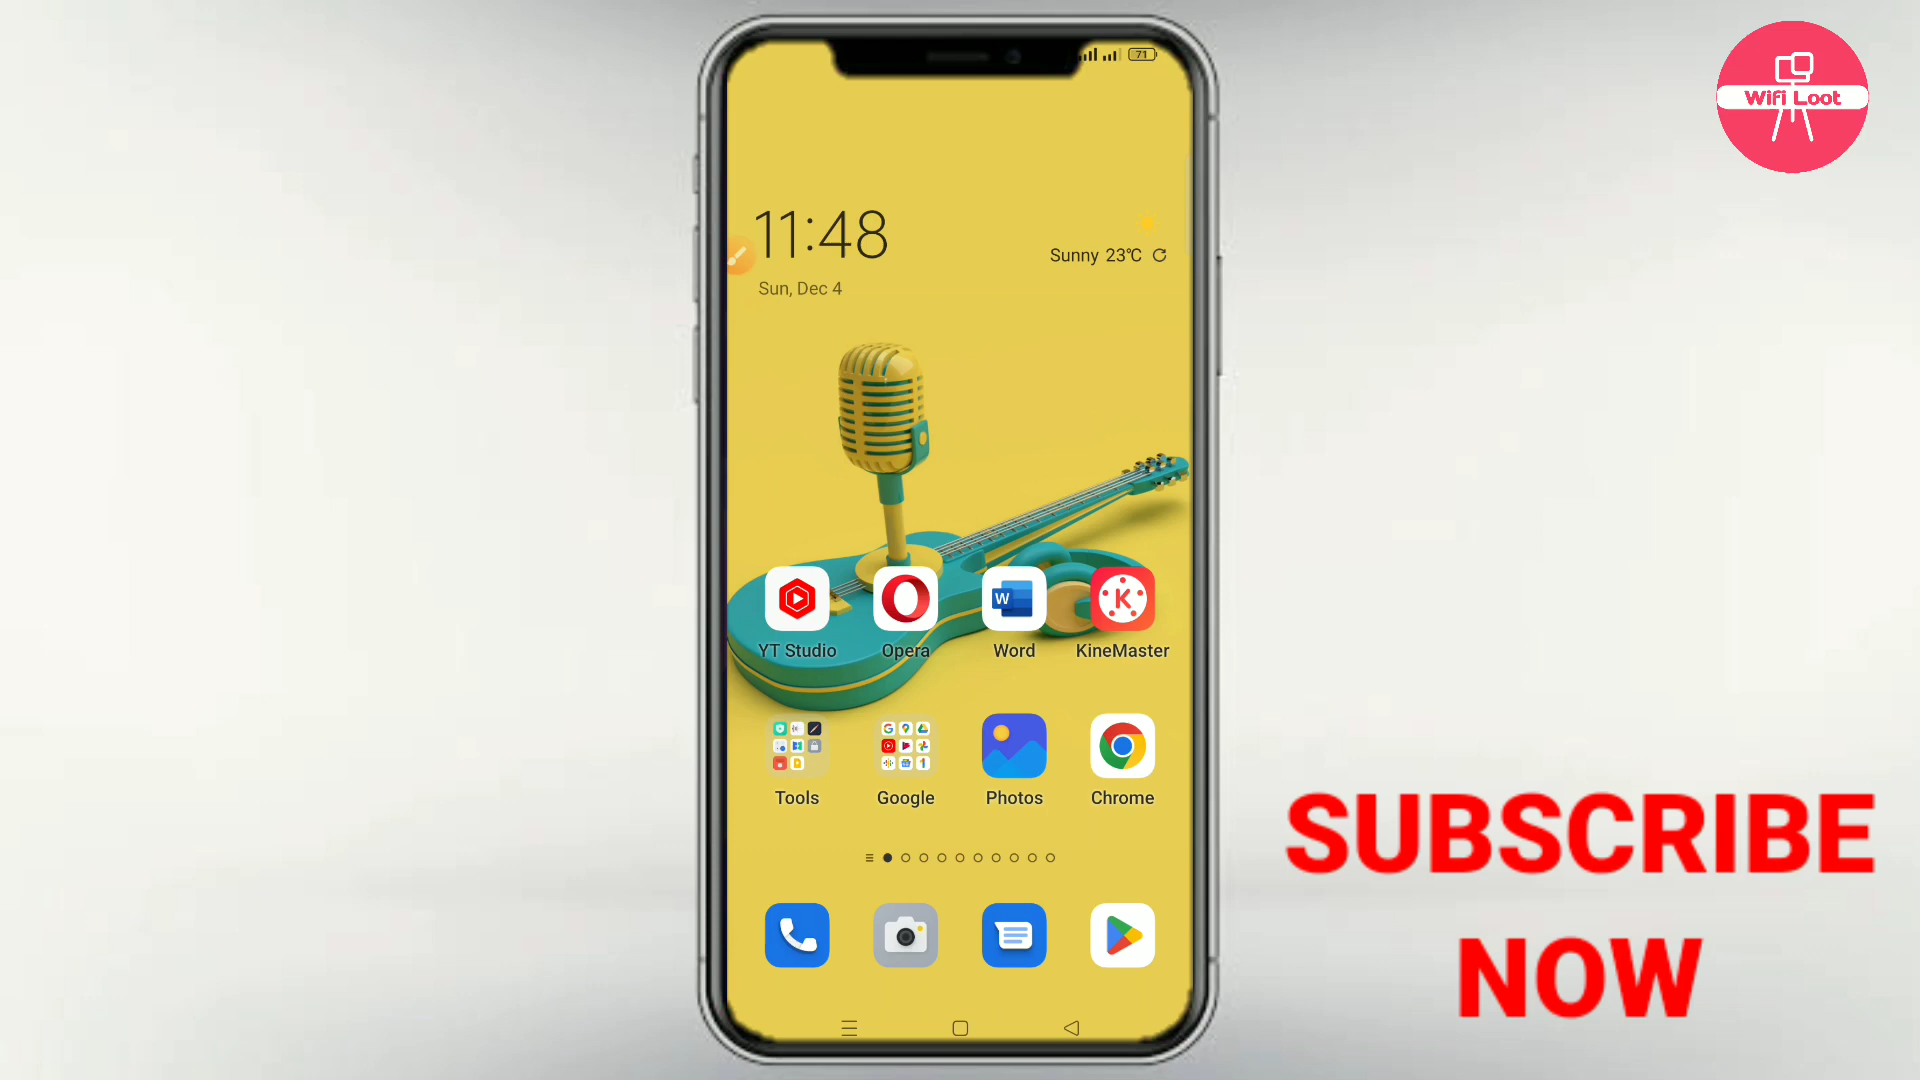 71
Wifi Loot
11:48
Sunny 23℃
Sun, Dec 4
YT Studio
Opera
Word
KineMaster
Tools
Google
Photos
Chrome
SUBSCRIBE
NOW